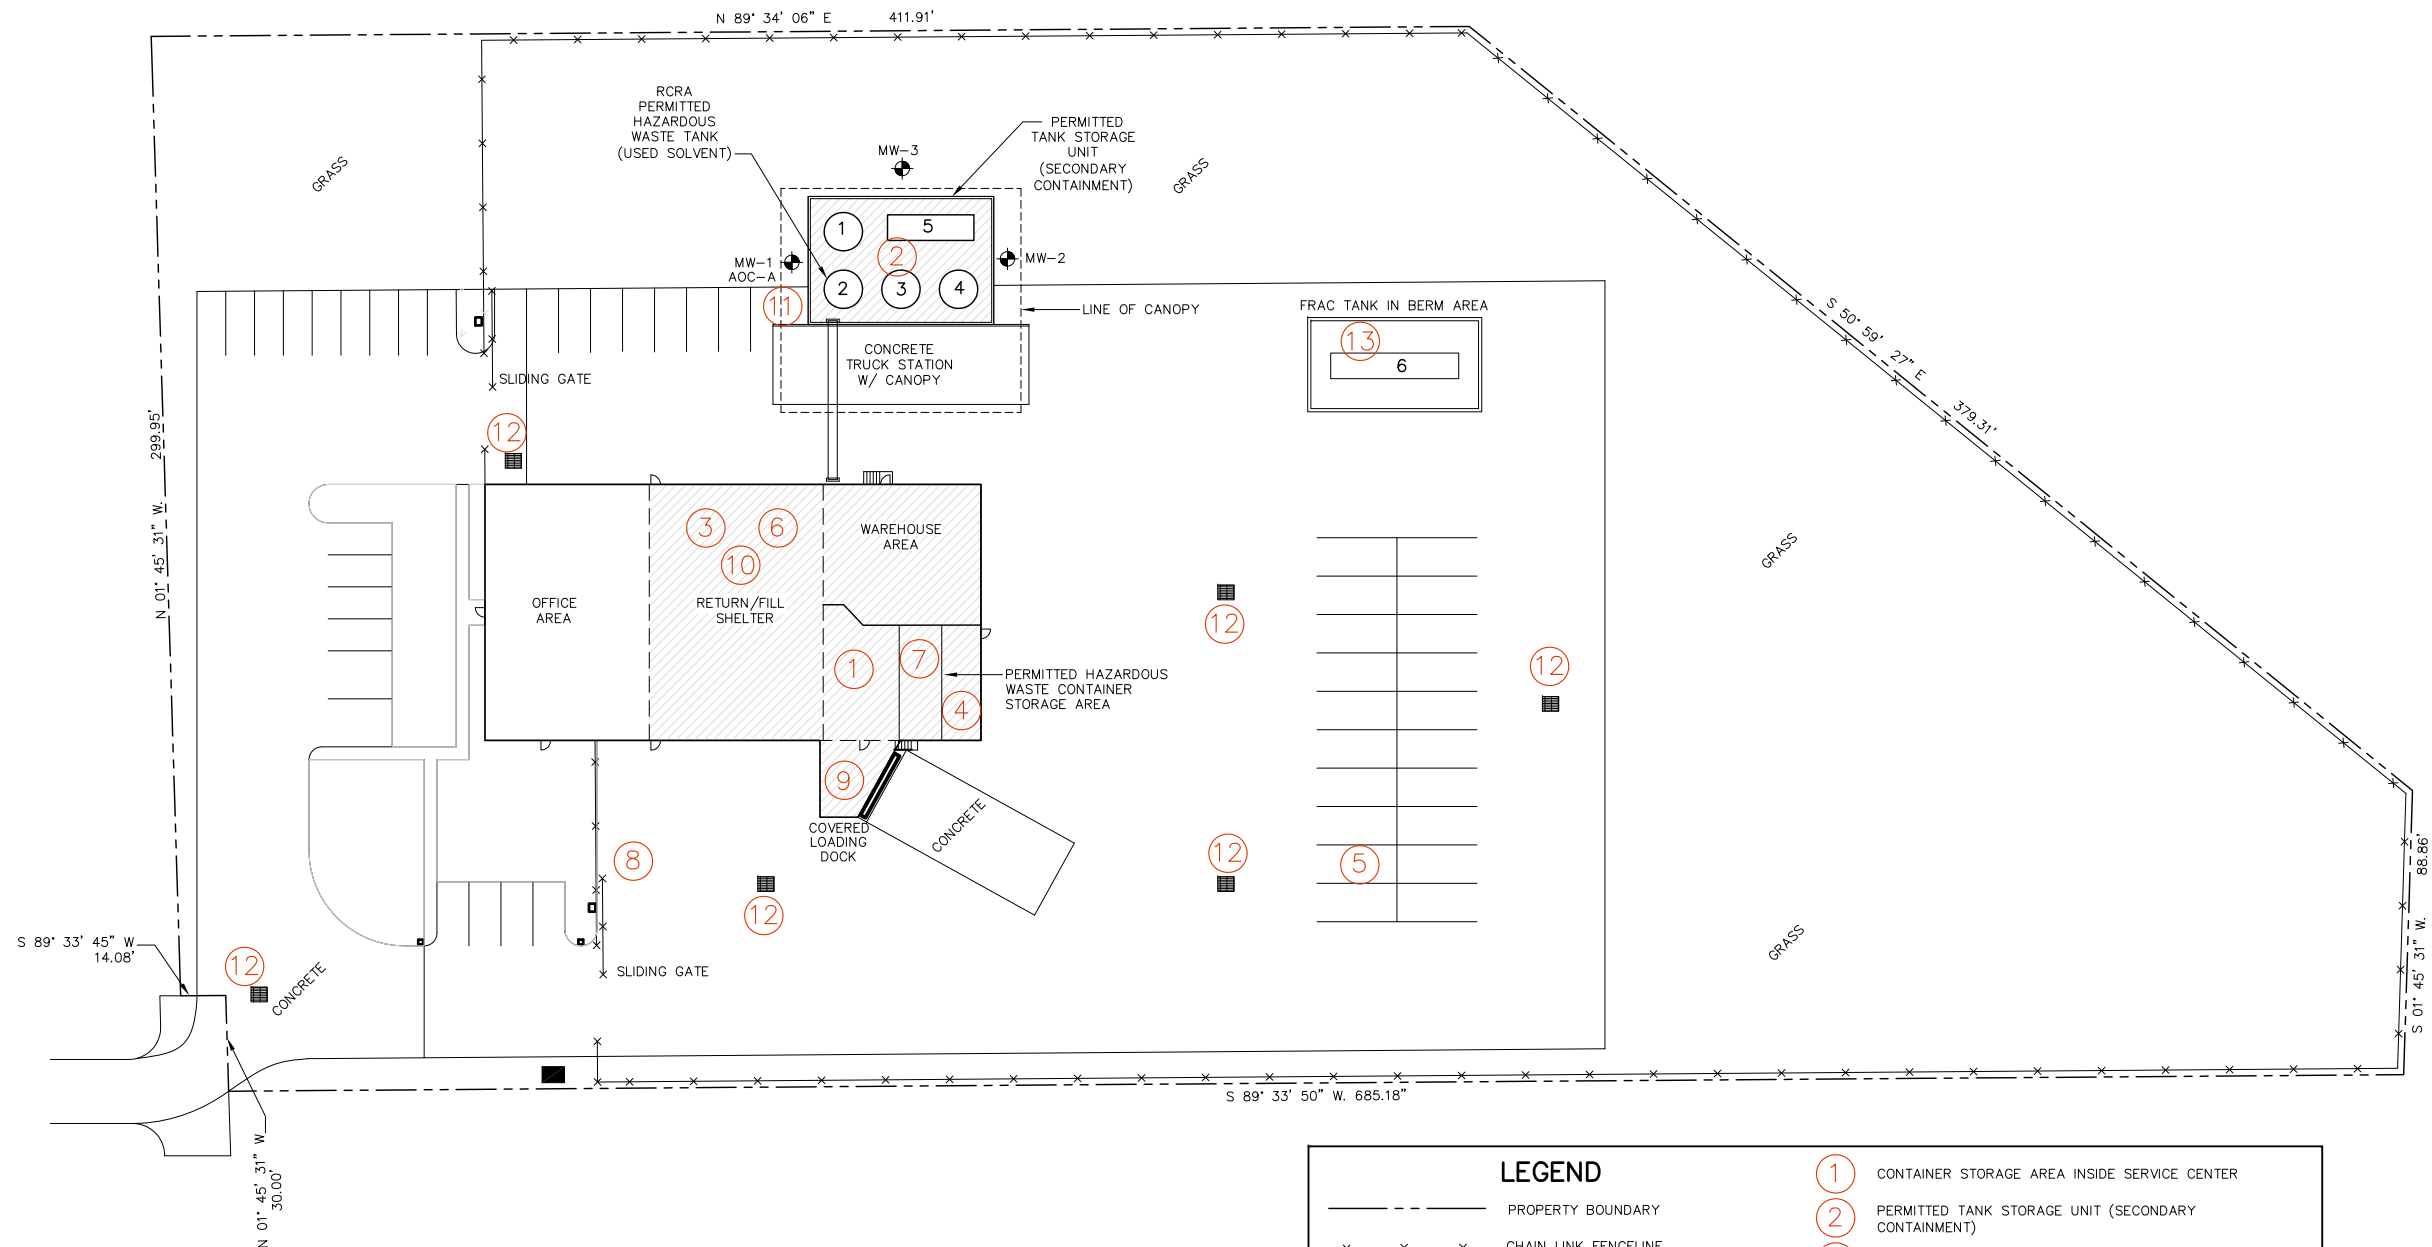 N 89° 34' 06" E 411.91'
RCRA
PERMITTED
HAZARDOUS
WASTE TANK
(USED SOLVENT)
PERMITTED
TANK STORAGE
UNIT
(SECONDARY
CONTAINMENT)
MW-3
GRASS
GRASS
1
5
2
MW-1
AOC-A
MW-2
2
3
4
11
LINE OF CANOPY
FRAC TANK IN BERM AREA
13
6
CONCRETE
TRUCK STATION
W/ CANOPY
SLIDING GATE
S 50° 59' 27" E
379.31'
299.95'
N 01° 45' 31" W.
12
3
6
10
WAREHOUSE
AREA
OFFICE
AREA
RETURN/FILL
SHELTER
GRASS
12
1
7
4
PERMITTED HAZARDOUS
WASTE CONTAINER
STORAGE AREA
12
9
COVERED
LOADING
DOCK
CONCRETE
8
12
12
5
88.86'
S 01° 45' 31" W.
GRASS
S 89° 33' 45" W
14.08'
12
CONCRETE
SLIDING GATE
S 89° 33' 50" W. 685.18'
N 01° 45' 31" W
30.00'
LEGEND
PROPERTY BOUNDARY
CHAIN LINK FENCELINE
1 CONTAINER STORAGE AREA INSIDE SERVICE CENTER
2 PERMITTED TANK STORAGE UNIT (SECONDARY
CONTAINMENT)